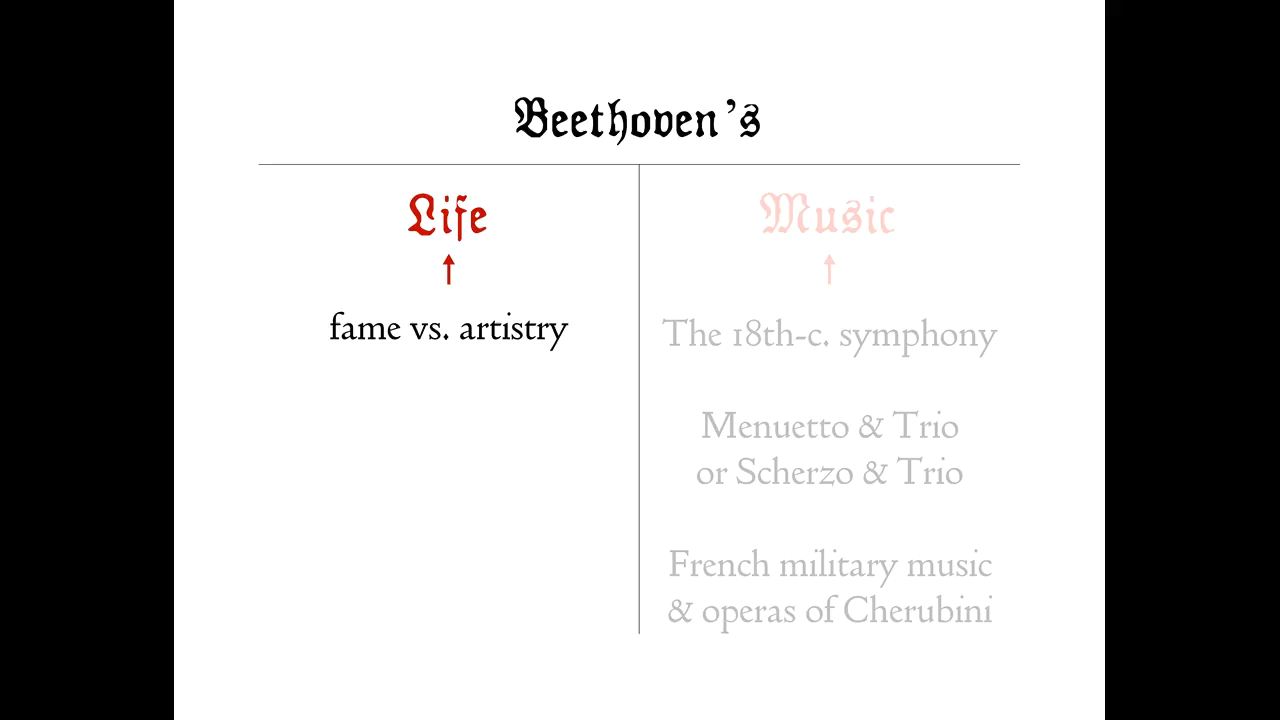 Beethoven's
Life
fame vs. artistry
Music
The 18th-c. symphony
Menuetto & Trio
or Scherzo & Trio
French military music
& operas of Cherubini